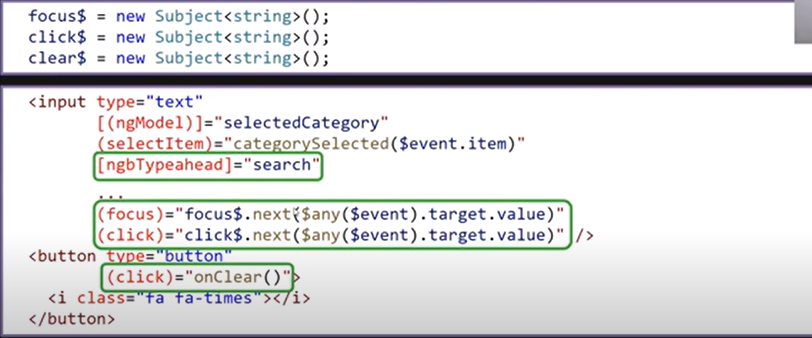 focus$ = new Subject<string>();
click$ = new Subject<string>();
clear$ = new Subject<string>();
<input type="text"
[(ngModel)]="selectedCategory"
(selectItem)="categorySelected($event.item)"
[ngbTypeahead]="search"
...
(focus)="focus$.next($any($event).target.value)"
(click)="click$.next($any($event).target.value)" />
<button type="button"
(click)="onClear()">
<i class="fa fa-times"></i>
</button>